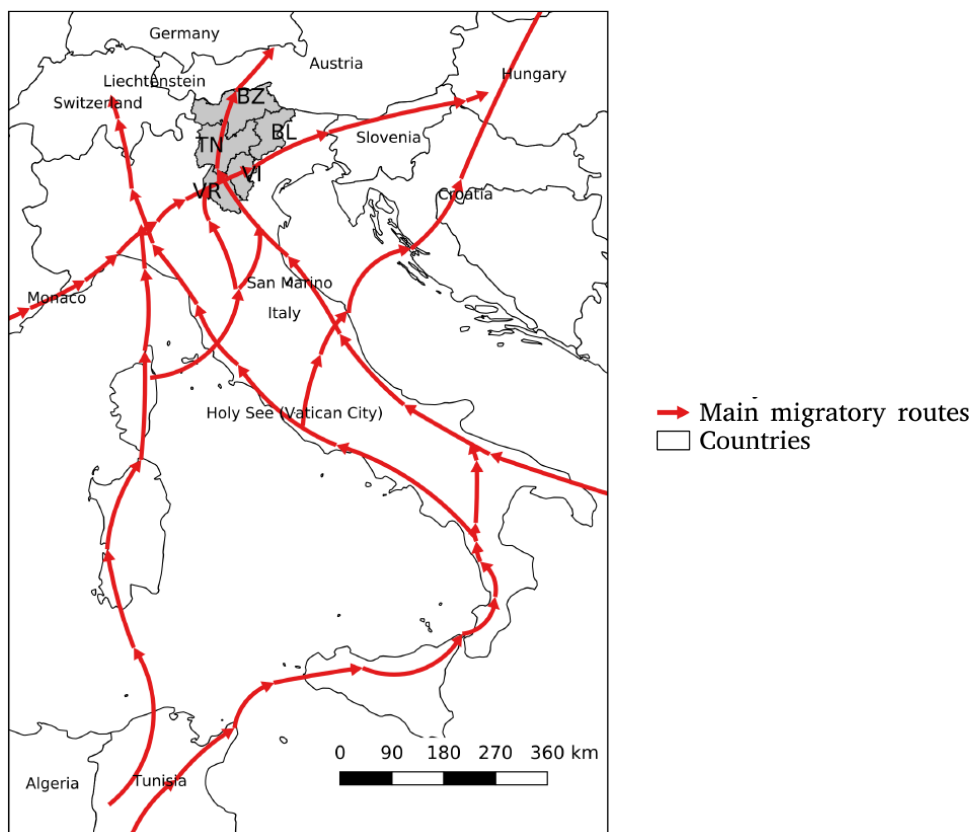 Germany
Austria
Liechtenstein
Hungary
Switzerland
BZ
BL
TN
Slovenia
VI
VR
Croatia
San Marino
Monaco
Italy
Holy See (Vatican City)
Main migratory routes
Countries
0 90 180 270 360 km
Algeria
Tunisia